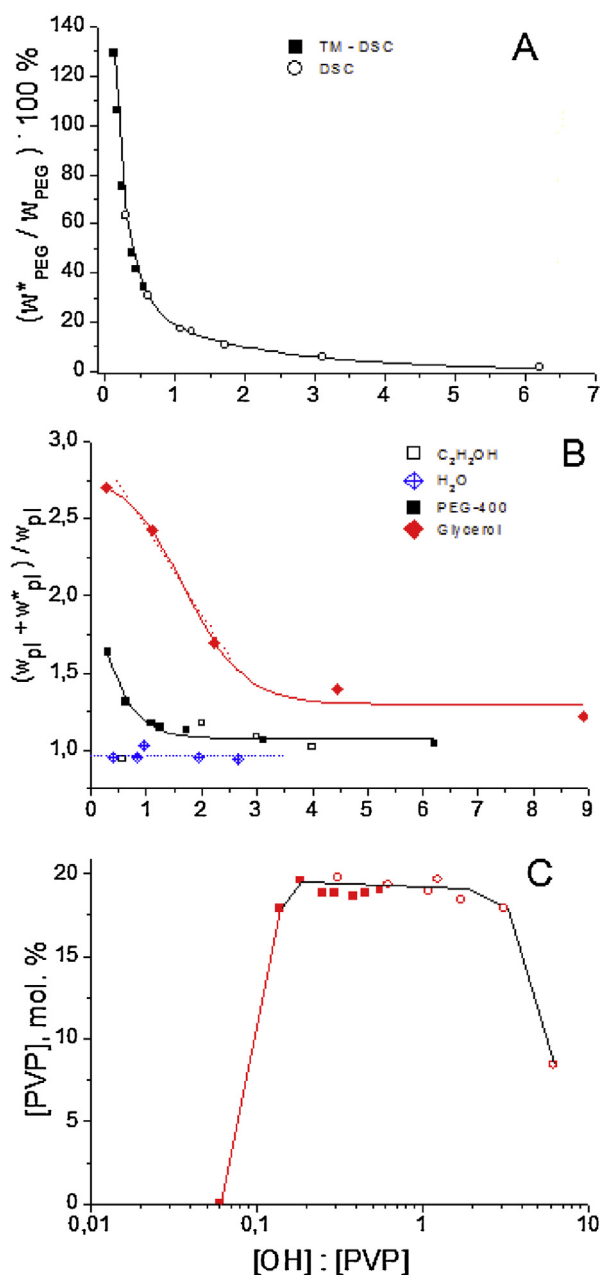 A
TM - DSC
DSC
(w*PEG / wPEG) · 100 %
140
120
100
80
60
40
20
0
0 1 2 3 4 5 6 7
B
C2H2OH
H2O
PEG-400
Glycerol
(wpl + w*pl) / wpl
3,0
2,5
2,0
1,5
1,0
0 1 2 3 4 5 6 7 8 9
C
[PVP], mol. %
20
15
10
5
0
0,01 0,1 1 10
[OH] : [PVP]